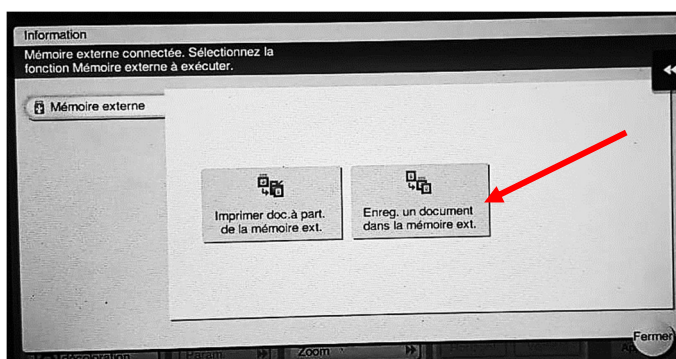 Information
Mémoire externe connectée. Sélectionnez la
fonction Mémoire externe à exécuter.
Mémoire externe
Imprimer doc.à part.
de la mémoire ext.
Enreg. un document
dans la mémoire ext.
Fermer
Param.
Zoom